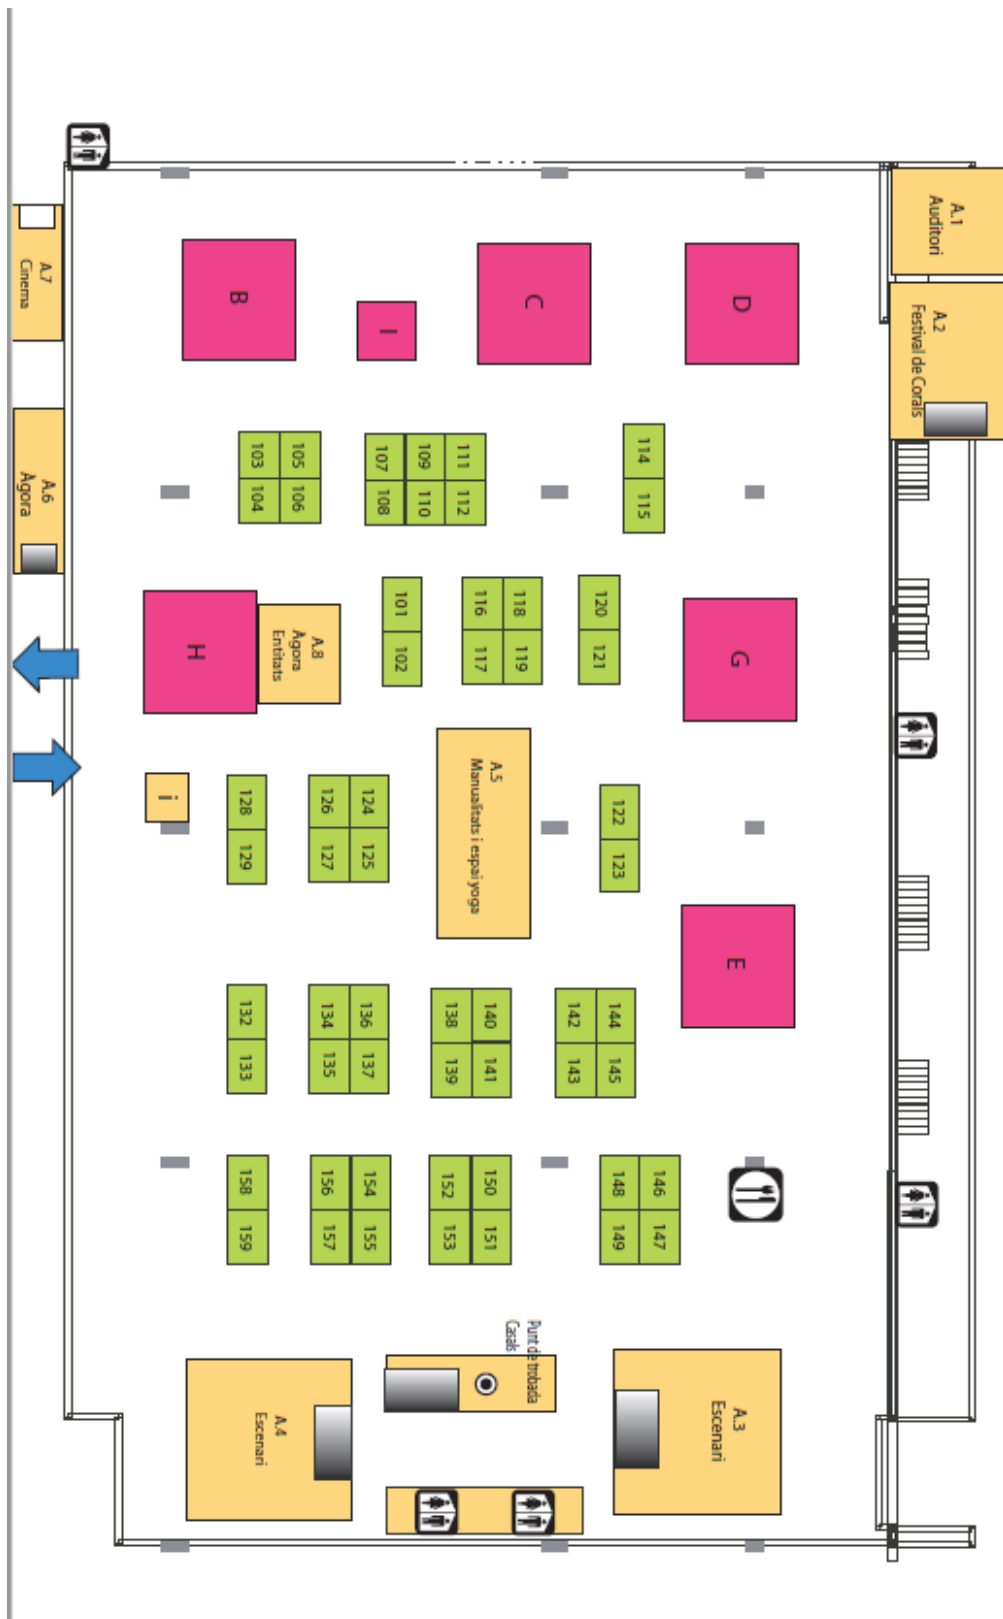 A.1
Auditori
A.2
Festival de Corals
D
G
E
A.3
Escenari
114 115
122 123
146 147
148 149
120 121
144 145
142 143
C
118 119
116 117
A.5
Manualitats i espai yoga
140 141
138 139
150 151
152 153
Punt de trobada
Casals
111 112
109 110
107 108
101 102
I
124 125
126 127
136 137
134 135
154 155
156 157
A.8
Àgora
Entitats
105 106
103 104
128 129
132 133
158 159
A.4
Escenari
B
H
i
A.7
Cinema
A.6
Àgora